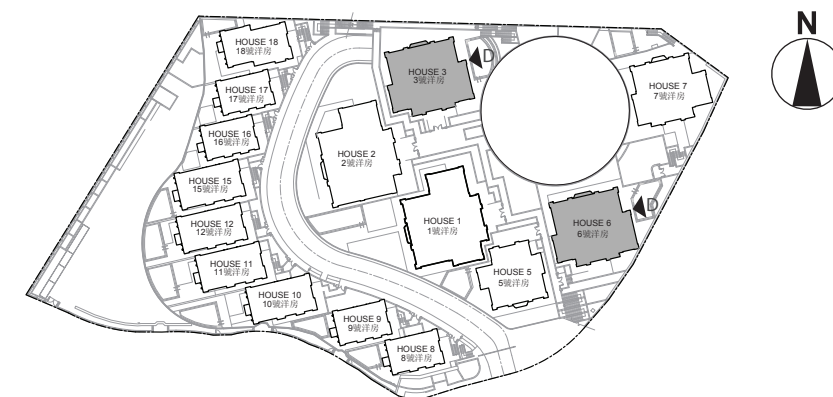 N
HOUSE 18
18號洋房
HOUSE 17
17號洋房
HOUSE 16
16號洋房
HOUSE 15
15號洋房
HOUSE 12
12號洋房
HOUSE 11
11號洋房
HOUSE 10
10號洋房
HOUSE 9
9號洋房
HOUSE 8
8號洋房
HOUSE 3
3號洋房
D
HOUSE 7
7號洋房
HOUSE 2
2號洋房
HOUSE 1
1號洋房
HOUSE 6
6號洋房
D
HOUSE 5
5號洋房